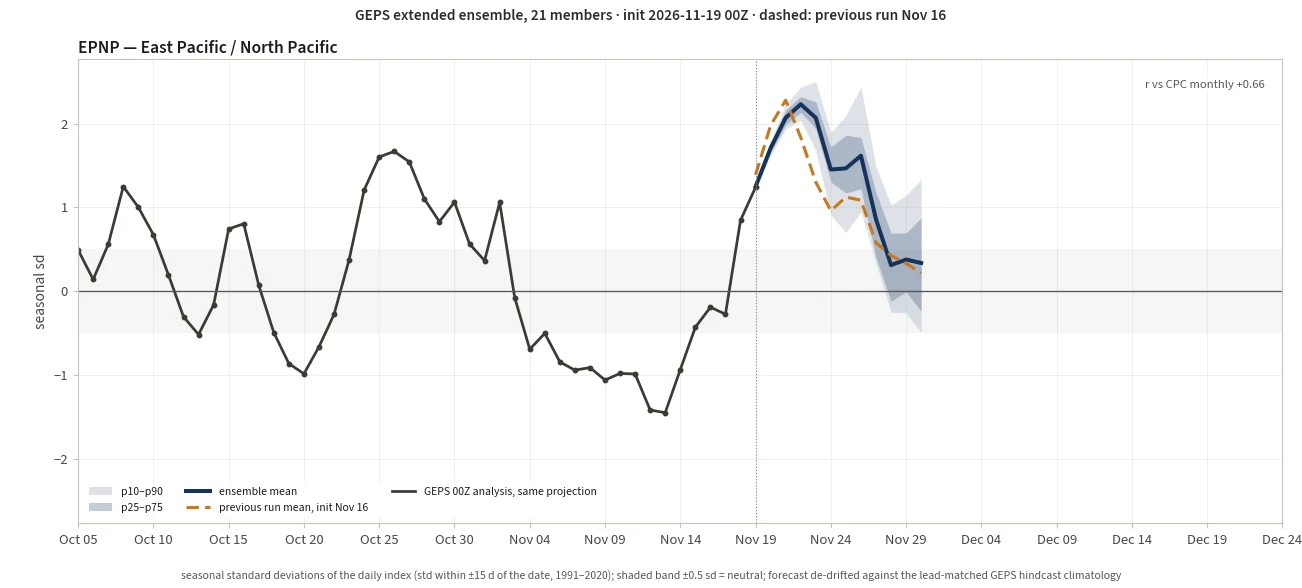 GEPS extended ensemble, 21 members · init 2026-11-19 00Z · dashed: previous run Nov 16
EPNP — East Pacific / North Pacific
r vs CPC monthly +0.66
seasonal sd
2
1
0
−1
−2
p10–p90
p25–p75
ensemble mean
previous run mean, init Nov 16
GEPS 00Z analysis, same projection
Oct 05 Oct 10 Oct 15 Oct 20 Oct 25 Oct 30 Nov 04 Nov 09 Nov 14 Nov 19 Nov 24 Nov 29 Dec 04 Dec 09 Dec 14 Dec 19 Dec 24
seasonal standard deviations of the daily index (std within ±15 d of the date, 1991–2020); shaded band ±0.5 sd = neutral; forecast de-drifted against the lead-matched GEPS hindcast climatology